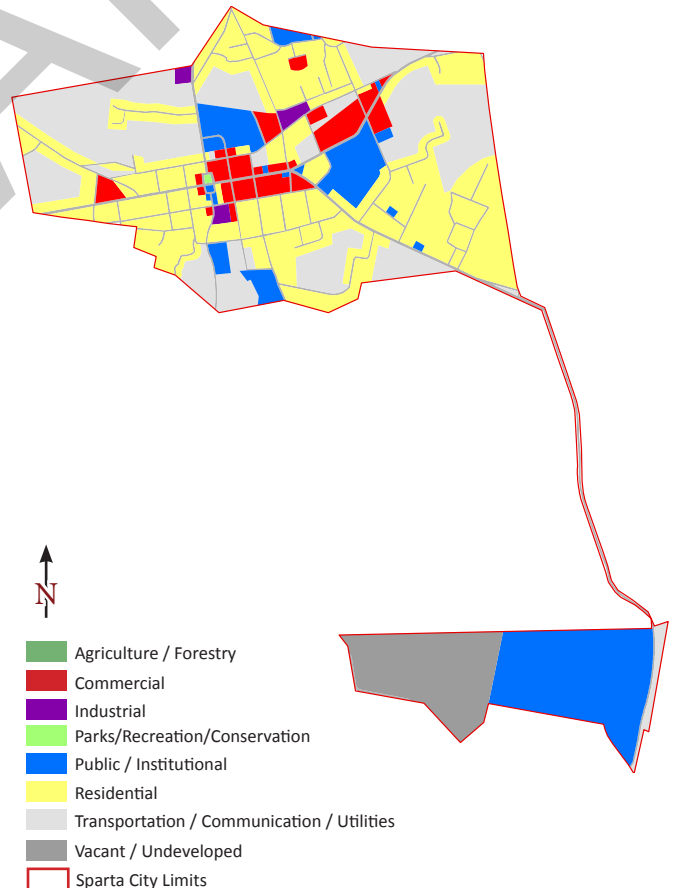 N
Agriculture / Forestry
Commercial
Industrial
Parks/Recreation/Conservation
Public / Institutional
Residential
Transportation / Communication / Utilities
Vacant / Undeveloped
Sparta City Limits